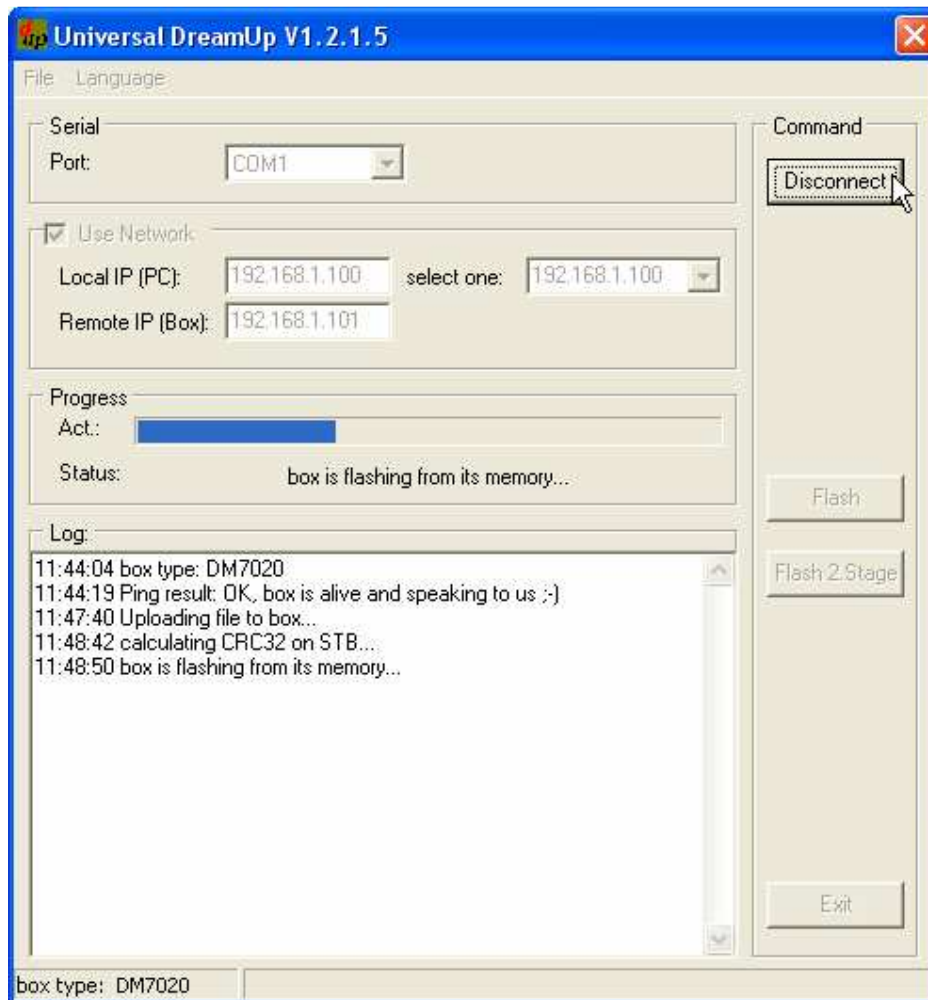 up Universal DreamUp V1.2.1.5
File Language
Serial
Port: COM1
Use Network
Local IP (PC): 192.168.1.100 select one: 192.168.1.100
Remote IP (Box): 192.168.1.101
Progress
Act.:
Status: box is flashing from its memory...
Log:
11:44:04 box type: DM7020
11:44:19 Ping result: OK, box is alive and speaking to us ;-)
11:47:40 Uploading file to box...
11:48:42 calculating CRC32 on STB...
11:48:50 box is flashing from its memory...
Command
Disconnect
Flash
Flash 2.Stage
Exit
box type: DM7020